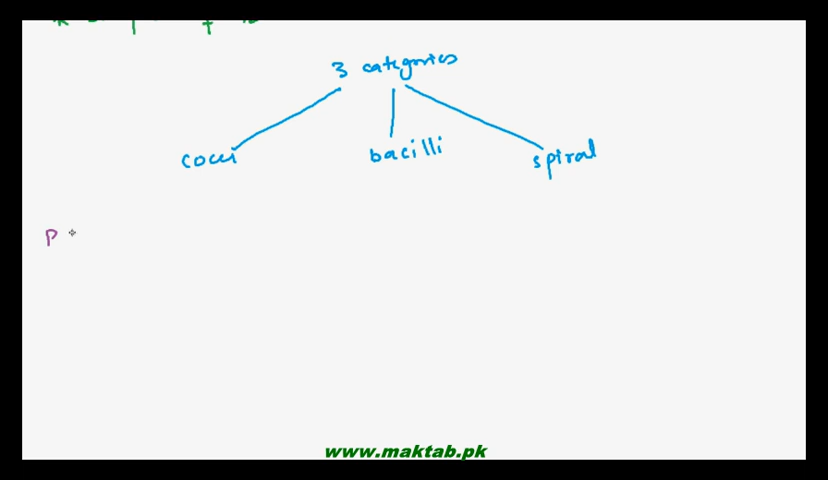 3 categories
cocci bacilli spiral
P
www.maktab.pk